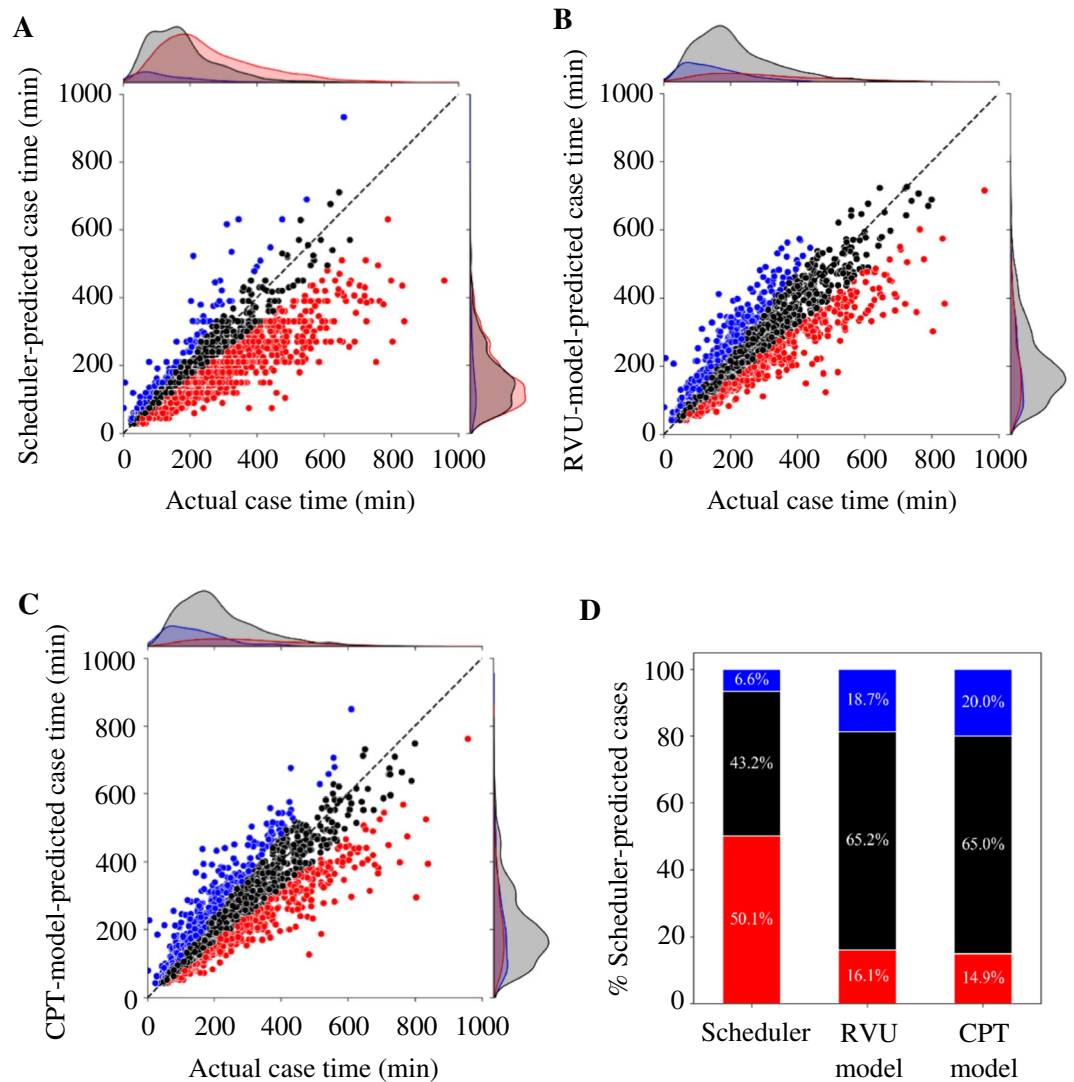 A
Scheduler-predicted case time (min)
1000
800
600
400
200
0
0 200 400 600 800 1000
Actual case time (min)
B
RVU-model-predicted case time (min)
1000
800
600
400
200
0
0 200 400 600 800 1000
Actual case time (min)
C
CPT-model-predicted case time (min)
1000
800
600
400
200
0
0 200 400 600 800 1000
Actual case time (min)
D
% Scheduler-predicted cases
100
80
60
40
20
0
6.6%
43.2%
50.1%
18.7%
65.2%
16.1%
20.0%
65.0%
14.9%
Scheduler
RVU
model
CPT
model